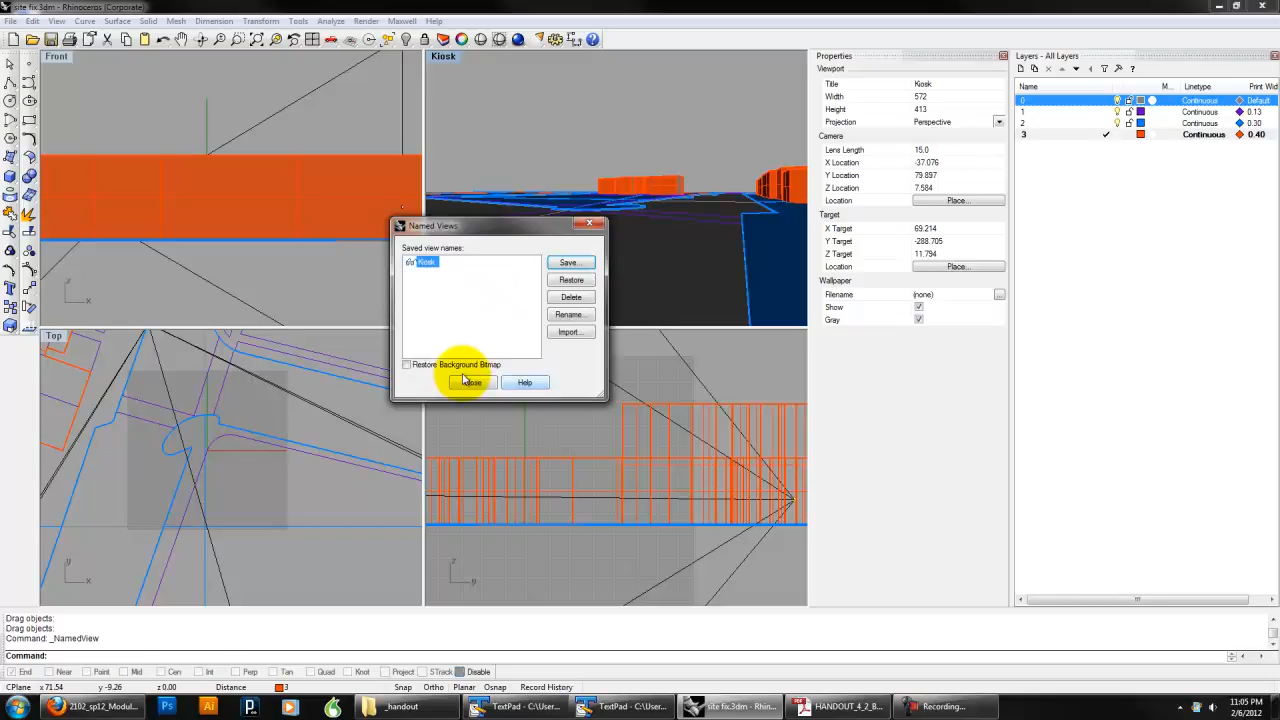 site fix.3dm - Rhinoceros (Corporate)
File Edit View Curve Surface Solid Mesh Dimension Transform Tools Analyze Render Maxwell Help
Front
Kiosk
Top
z
x
y
x
z
y
Named Views
Saved view names:
Kiosk
Save...
Restore
Delete
Rename...
Import...
Restore Background Bitmap
Close Help
Properties
Viewport
Title Kiosk
Width 572
Height 413
Projection Perspective
Camera
Lens Length 15.0
X Location -37.076
Y Location 79.897
Z Location 7.584
Location Place...
Target
X Target 69.214
Y Target -288.705
Z Target 11.794
Location Place...
Wallpaper
Filename (none) ...
Show
Gray
Layers - All Layers
Name M... Linetype Print Wid
0 Continuous Default
1 Continuous 0.13
2 Continuous 0.30
3 Continuous 0.40
Drag objects:
Drag objects:
Command: _NamedView
Command:
End Near Point Mid Cen Int Perp Tan Quad Knot Project STrack Disable
CPlane x 71.54 y -9.26 z 0.00 Distance 3 Snap Ortho Planar Osnap Record History
2102_sp12_Modul... _handout TextPad - C:\User... TextPad - C:\Use... site fix.3dm - Rhin... HANDOUT_4_2_B... Recording...
11:05 PM
2/6/2012